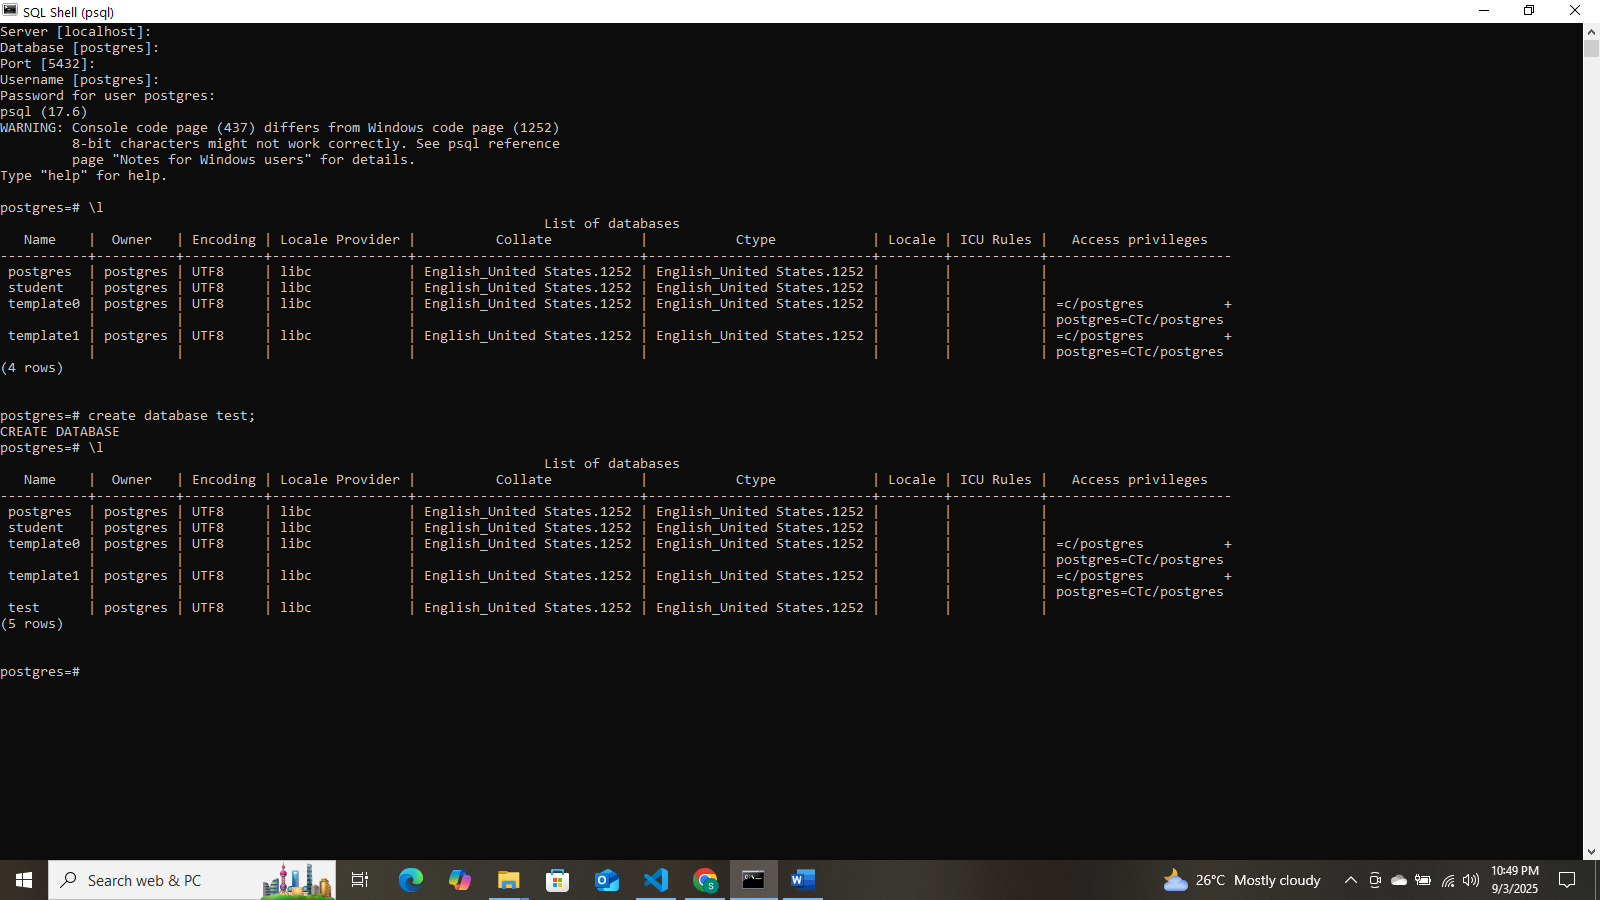 SQL Shell (psql)
Server [localhost]:
Database [postgres]:
Port [5432]:
Username [postgres]:
Password for user postgres:
psql (17.6)
WARNING: Console code page (437) differs from Windows code page (1252)
         8-bit characters might not work correctly. See psql reference
         page "Notes for Windows users" for details.
Type "help" for help.

postgres=# \l
                                                                    List of databases
   Name    |  Owner   | Encoding | Locale Provider |          Collate           |           Ctype            | Locale | ICU Rules |   Access privileges
-----------+----------+----------+-----------------+----------------------------+----------------------------+--------+-----------+-----------------------
 postgres  | postgres | UTF8     | libc            | English_United States.1252 | English_United States.1252 |        |           |
 student   | postgres | UTF8     | libc            | English_United States.1252 | English_United States.1252 |        |           |
 template0 | postgres | UTF8     | libc            | English_United States.1252 | English_United States.1252 |        |           | =c/postgres          +
           |          |          |                 |                            |                            |        |           | postgres=CTc/postgres
 template1 | postgres | UTF8     | libc            | English_United States.1252 | English_United States.1252 |        |           | =c/postgres          +
           |          |          |                 |                            |                            |        |           | postgres=CTc/postgres
(4 rows)

postgres=# create database test;
CREATE DATABASE
postgres=# \l
                                                                    List of databases
   Name    |  Owner   | Encoding | Locale Provider |          Collate           |           Ctype            | Locale | ICU Rules |   Access privileges
-----------+----------+----------+-----------------+----------------------------+----------------------------+--------+-----------+-----------------------
 postgres  | postgres | UTF8     | libc            | English_United States.1252 | English_United States.1252 |        |           |
 student   | postgres | UTF8     | libc            | English_United States.1252 | English_United States.1252 |        |           |
 template0 | postgres | UTF8     | libc            | English_United States.1252 | English_United States.1252 |        |           | =c/postgres          +
           |          |          |                 |                            |                            |        |           | postgres=CTc/postgres
 template1 | postgres | UTF8     | libc            | English_United States.1252 | English_United States.1252 |        |           | =c/postgres          +
           |          |          |                 |                            |                            |        |           | postgres=CTc/postgres
 test      | postgres | UTF8     | libc            | English_United States.1252 | English_United States.1252 |        |           |
(5 rows)

postgres=#
Search web & PC
26°C Mostly cloudy
10:49 PM
9/3/2025